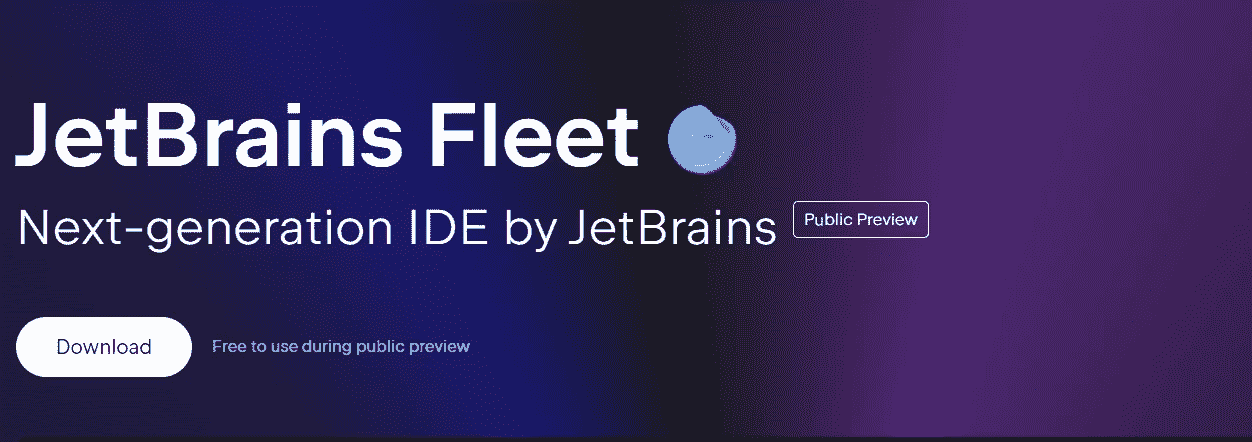 JetBrains Fleet
Next-generation IDE by JetBrains Public Preview
Download Free to use during public preview